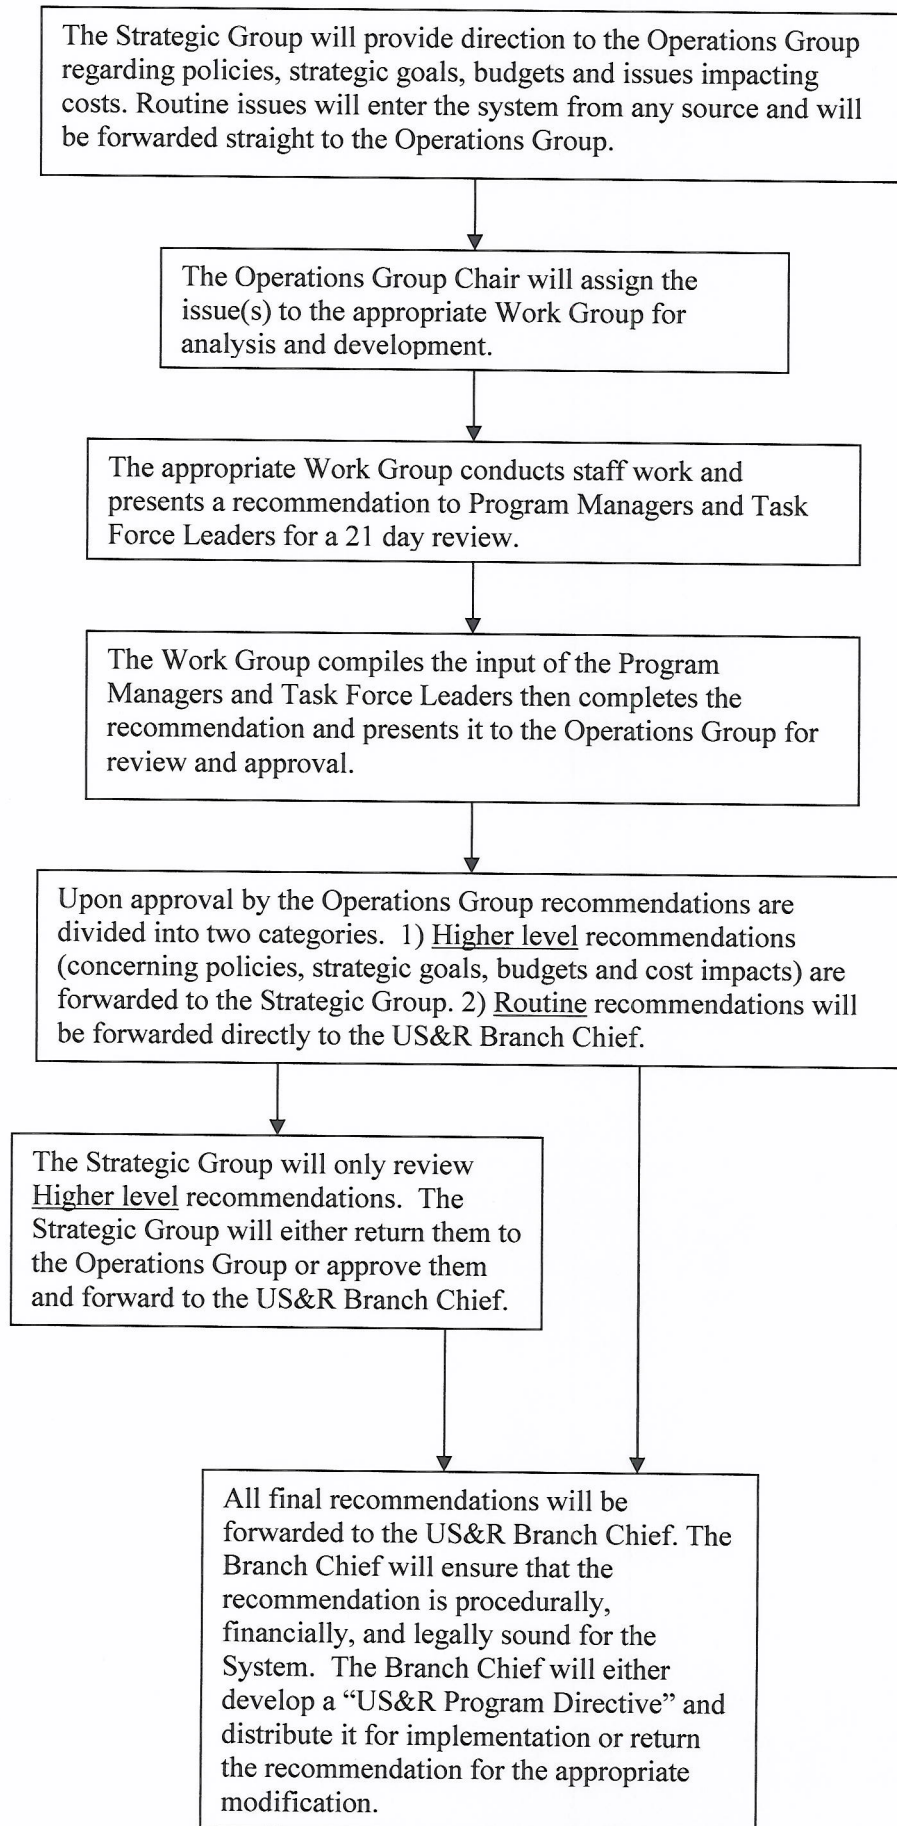 The Strategic Group will provide direction to the Operations Group
regarding policies, strategic goals, budgets and issues impacting
costs. Routine issues will enter the system from any source and will
be forwarded straight to the Operations Group.
The Operations Group Chair will assign the
issue(s) to the appropriate Work Group for
analysis and development.
The appropriate Work Group conducts staff work and
presents a recommendation to Program Managers and Task
Force Leaders for a 21 day review.
The Work Group compiles the input of the Program
Managers and Task Force Leaders then completes the
recommendation and presents it to the Operations Group for
review and approval.
Upon approval by the Operations Group recommendations are
divided into two categories.  1) Higher level recommendations
(concerning policies, strategic goals, budgets and cost impacts) are
forwarded to the Strategic Group. 2) Routine recommendations will
be forwarded directly to the US&R Branch Chief.
The Strategic Group will only review
Higher level recommendations.  The
Strategic Group will either return them to
the Operations Group or approve them
and forward to the US&R Branch Chief.
All final recommendations will be
forwarded to the US&R Branch Chief. The
Branch Chief will ensure that the
recommendation is procedurally,
financially, and legally sound for the
System.  The Branch Chief will either
develop a “US&R Program Directive” and
distribute it for implementation or return
the recommendation for the appropriate
modification.